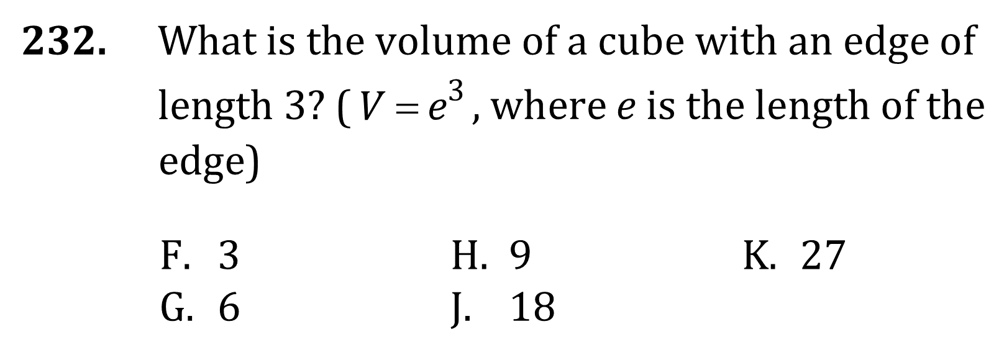 232. What is the volume of a cube with an edge of
length 3? ( V = e³ , where e is the length of the
edge)
F. 3 H. 9 K. 27
G. 6 J. 18